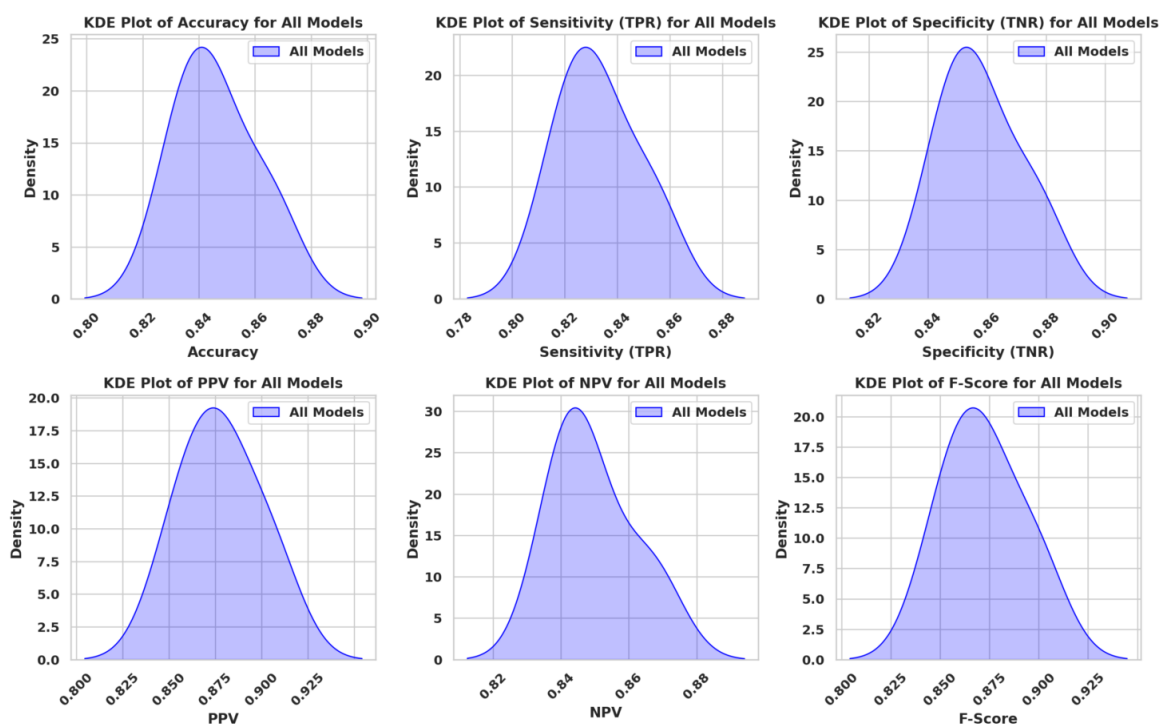 KDE Plot of Accuracy for All Models
All Models
25
20
15
10
5
0
Density
0.80 0.82 0.84 0.86 0.88 0.90
Accuracy
KDE Plot of Sensitivity (TPR) for All Models
All Models
20
15
10
5
0
Density
0.78 0.80 0.82 0.84 0.86 0.88
Sensitivity (TPR)
KDE Plot of Specificity (TNR) for All Models
All Models
25
20
15
10
5
0
Density
0.82 0.84 0.86 0.88 0.90
Specificity (TNR)
KDE Plot of PPV for All Models
All Models
20.0
17.5
15.0
12.5
10.0
7.5
5.0
2.5
0.0
Density
0.800 0.825 0.850 0.875 0.900 0.925
PPV
KDE Plot of NPV for All Models
All Models
30
25
20
15
10
5
0
Density
0.82 0.84 0.86 0.88
NPV
KDE Plot of F-Score for All Models
All Models
20.0
17.5
15.0
12.5
10.0
7.5
5.0
2.5
0.0
Density
0.800 0.825 0.850 0.875 0.900 0.925
F-Score